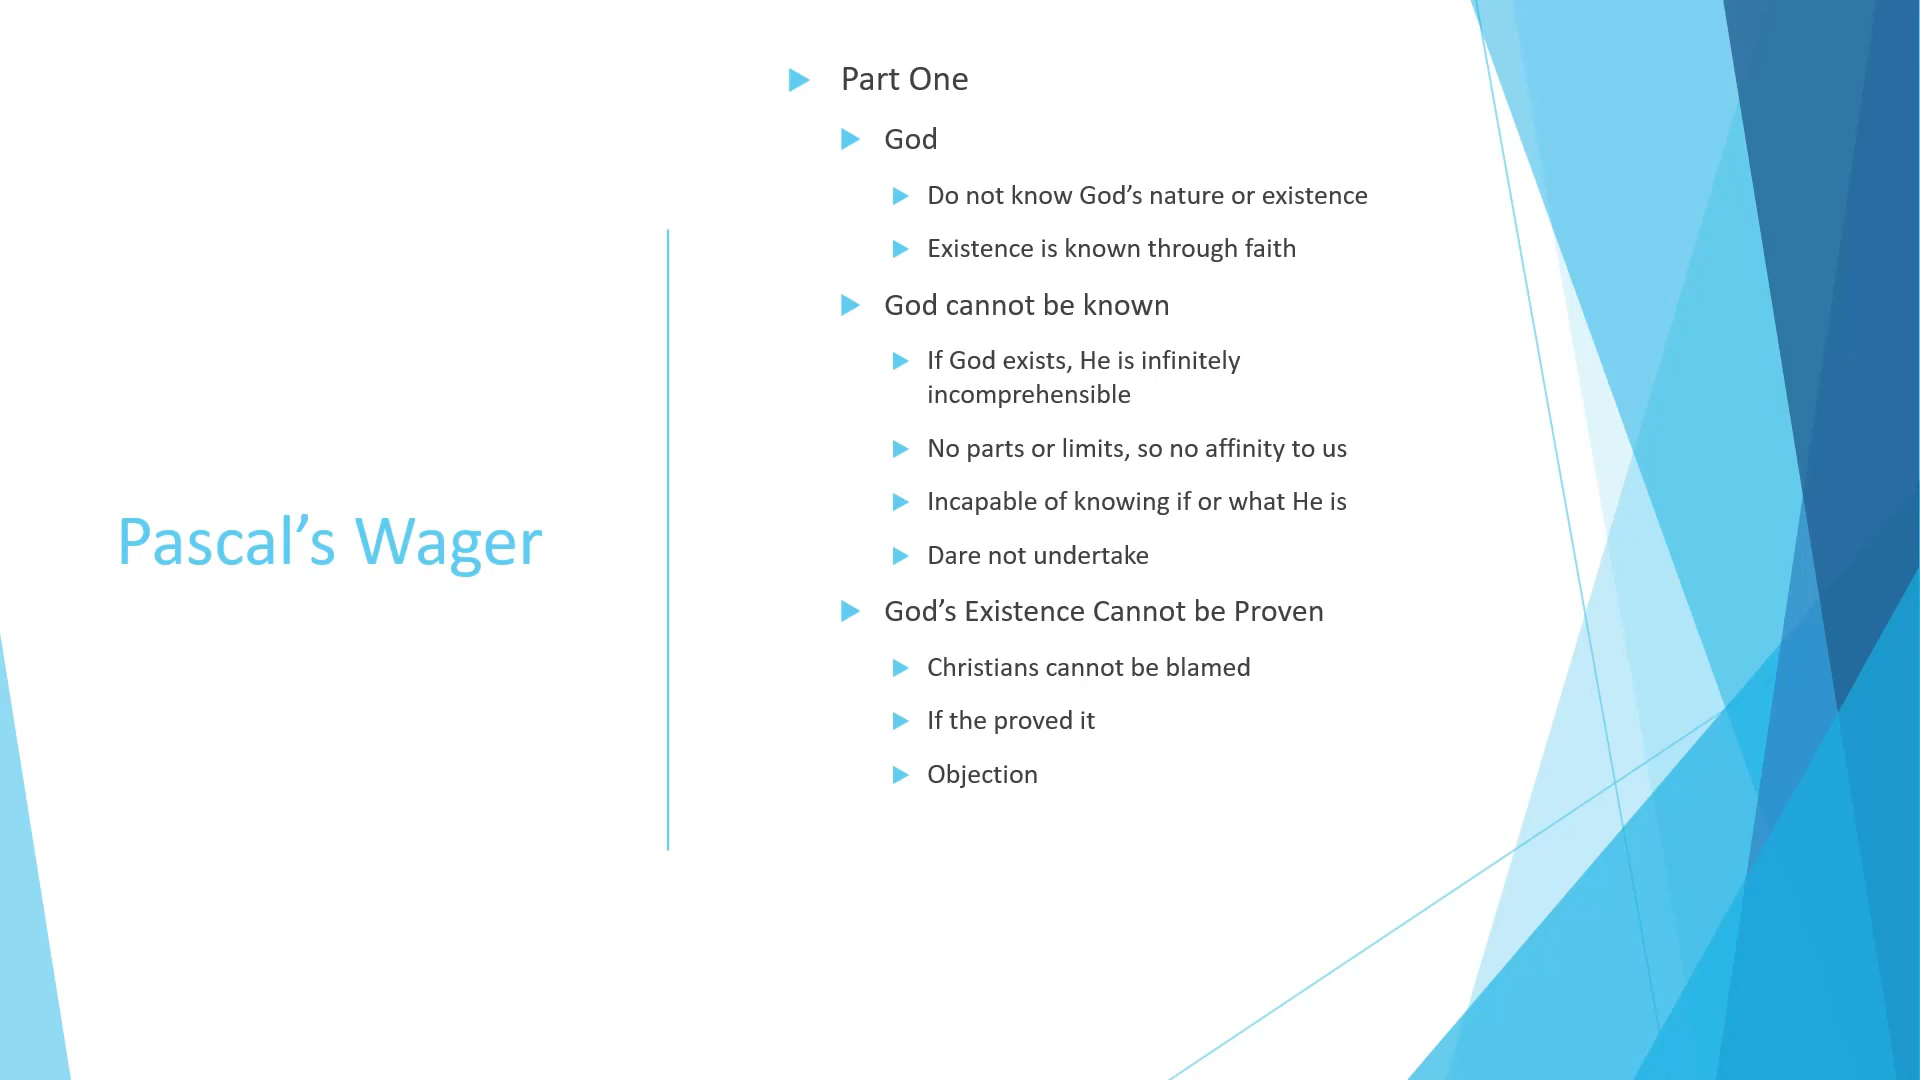 Pascal’s Wager
Part One
God
Do not know God’s nature or existence
Existence is known through faith
God cannot be known
If God exists, He is infinitely
incomprehensible
No parts or limits, so no affinity to us
Incapable of knowing if or what He is
Dare not undertake
God’s Existence Cannot be Proven
Christians cannot be blamed
If the proved it
Objection